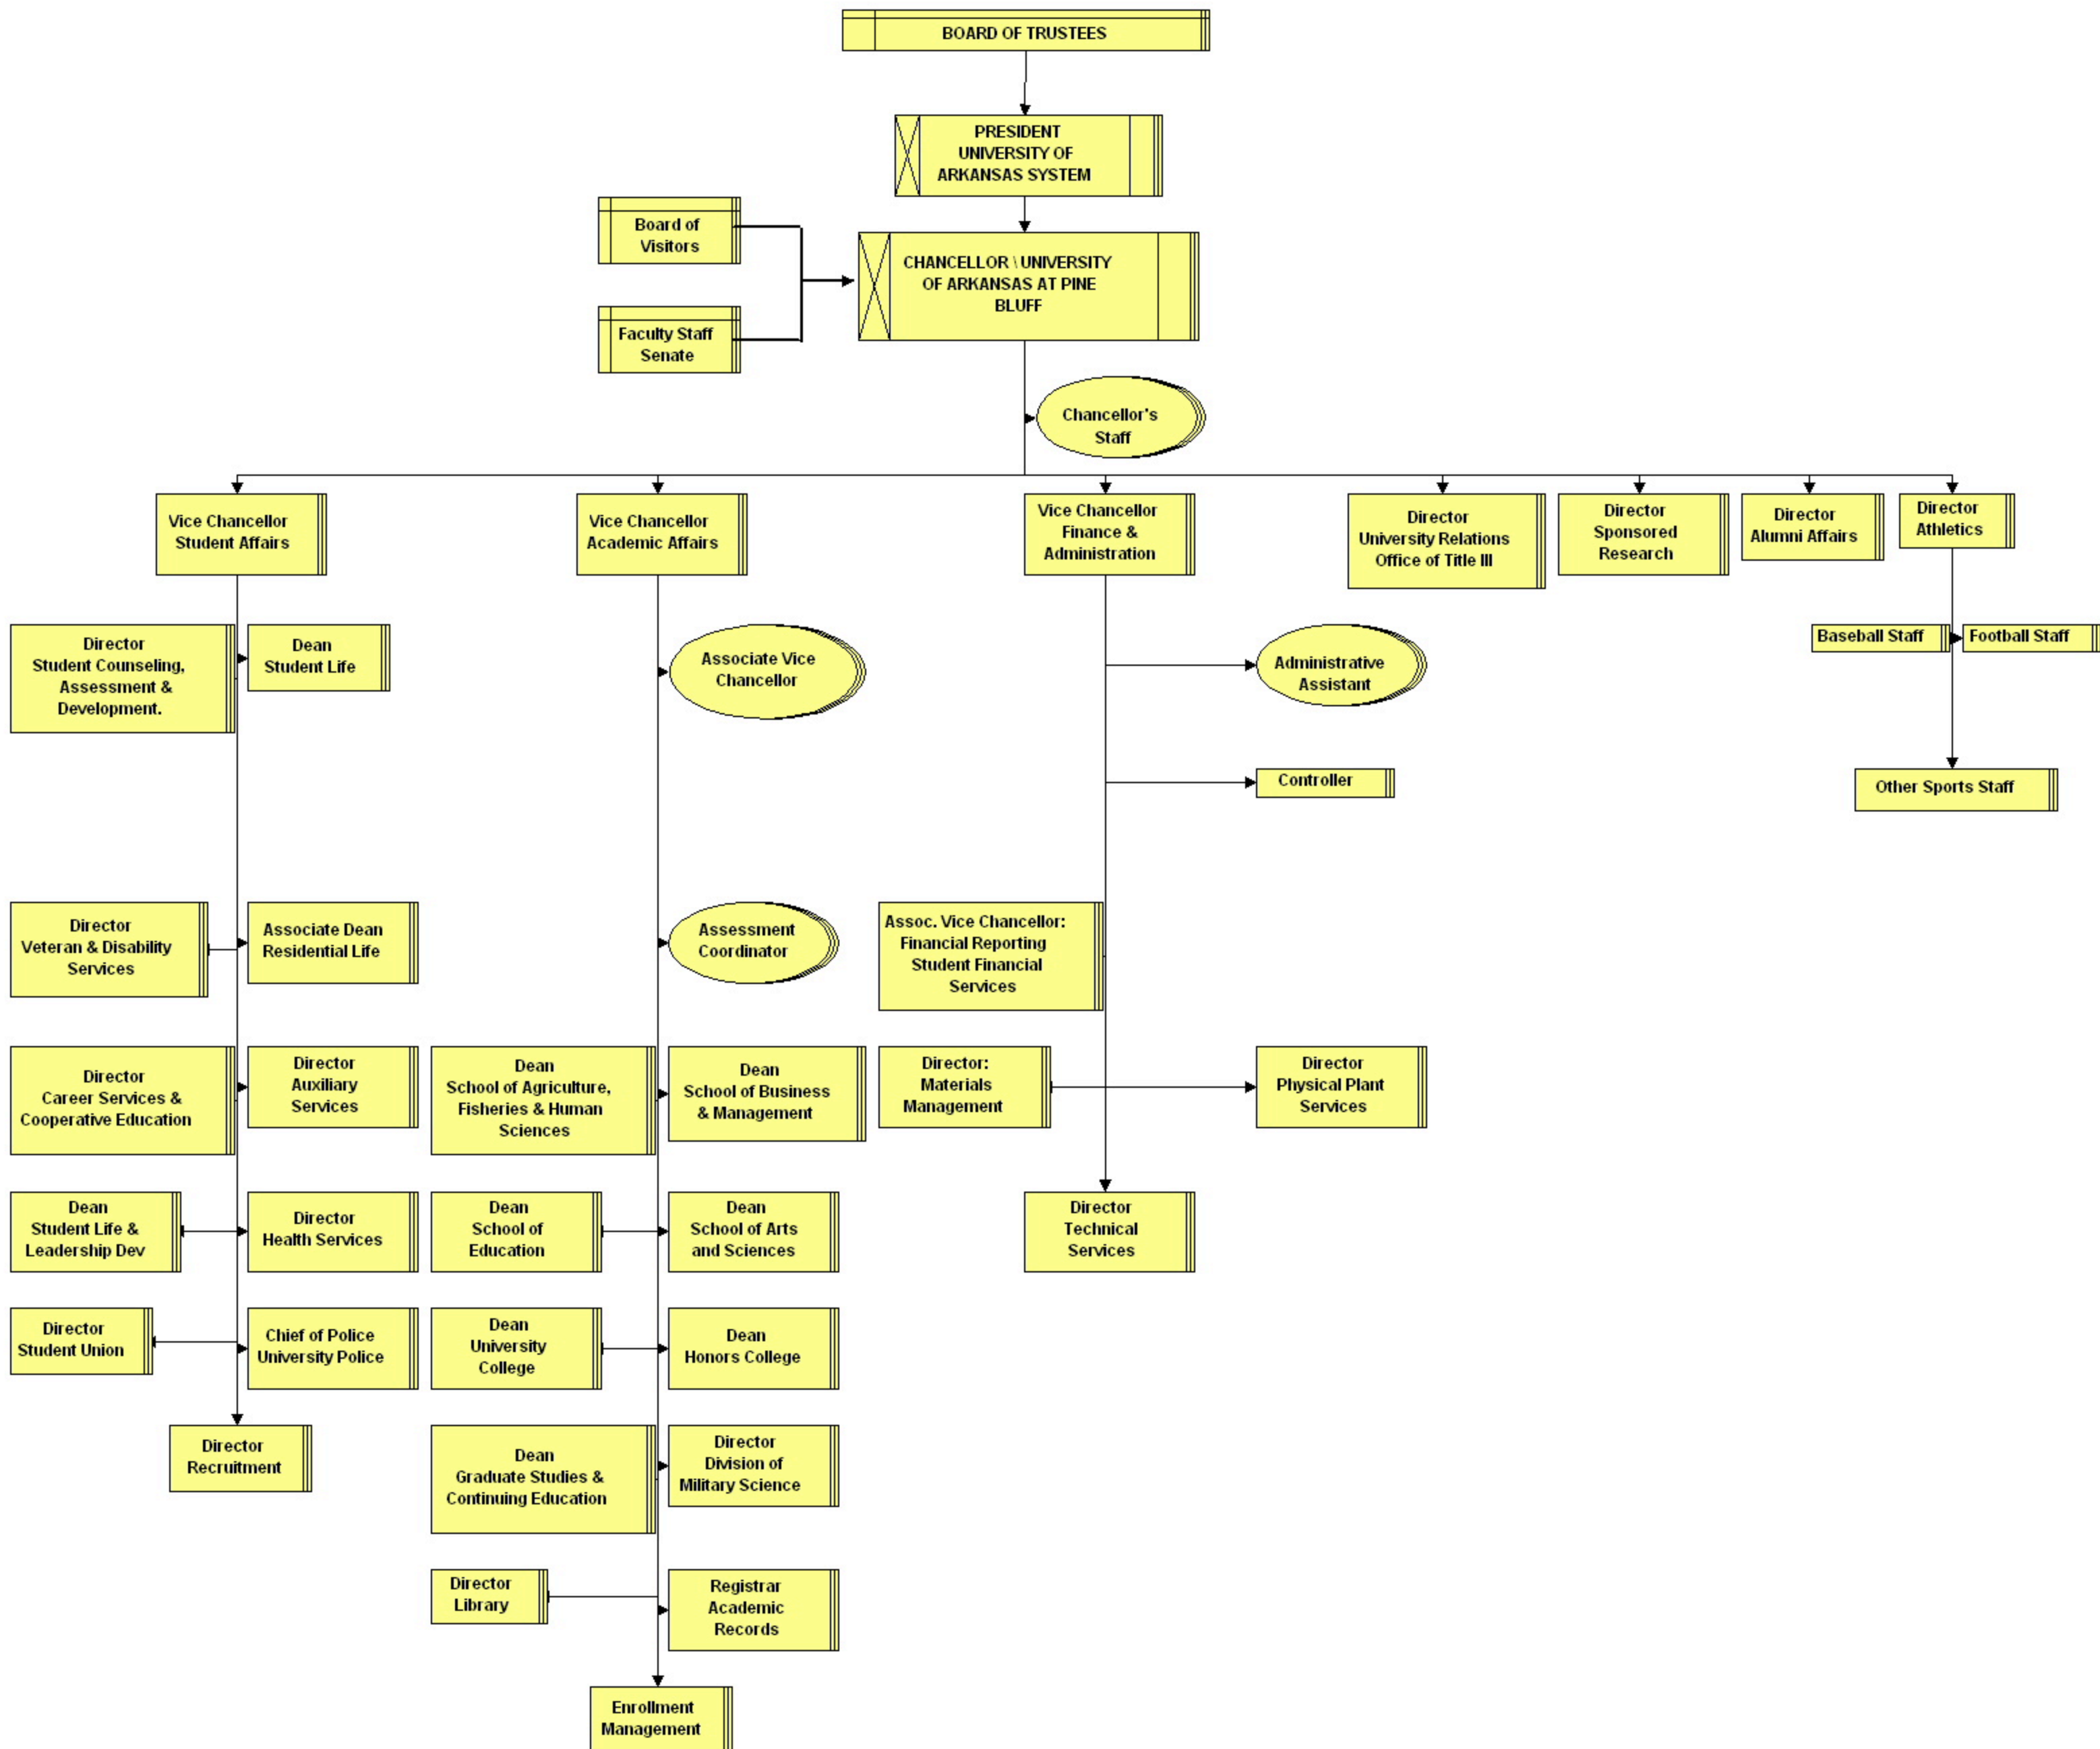 BOARD OF TRUSTEES
PRESIDENT
UNIVERSITY OF
ARKANSAS SYSTEM
Board of
Visitors
CHANCELLOR \ UNIVERSITY
OF ARKANSAS AT PINE
BLUFF
Faculty Staff
Senate
Chancellor's
Staff
Vice Chancellor
Student Affairs
Vice Chancellor
Academic Affairs
Vice Chancellor
Finance &
Administration
Director
University Relations
Office of Title III
Director
Sponsored
Research
Director
Alumni Affairs
Director
Athletics
Director
Student Counseling,
Assessment &
Development.
Dean
Student Life
Associate Vice
Chancellor
Administrative
Assistant
Baseball Staff
Football Staff
Controller
Other Sports Staff
Director
Veteran & Disability
Services
Associate Dean
Residential Life
Assessment
Coordinator
Assoc. Vice Chancellor:
Financial Reporting
Student Financial
Services
Director
Career Services &
Cooperative Education
Director
Auxiliary
Services
Dean
School of Agriculture,
Fisheries & Human
Sciences
Dean
School of Business
& Management
Director:
Materials
Management
Director
Physical Plant
Services
Dean
Student Life &
Leadership Dev
Director
Health Services
Dean
School of
Education
Dean
School of Arts
and Sciences
Director
Technical
Services
Director
Student Union
Chief of Police
University Police
Dean
University
College
Dean
Honors College
Director
Recruitment
Dean
Graduate Studies &
Continuing Education
Director
Division of
Military Science
Director
Library
Registrar
Academic
Records
Enrollment
Management